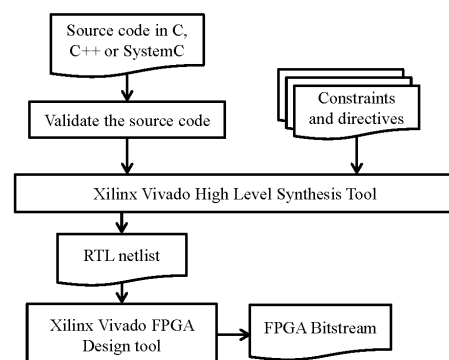 Source code in C,
C++ or SystemC
Validate the source code
Constraints
and directives
Xilinx Vivado High Level Synthesis Tool
RTL netlist
Xilinx Vivado FPGA
Design tool
FPGA Bitstream